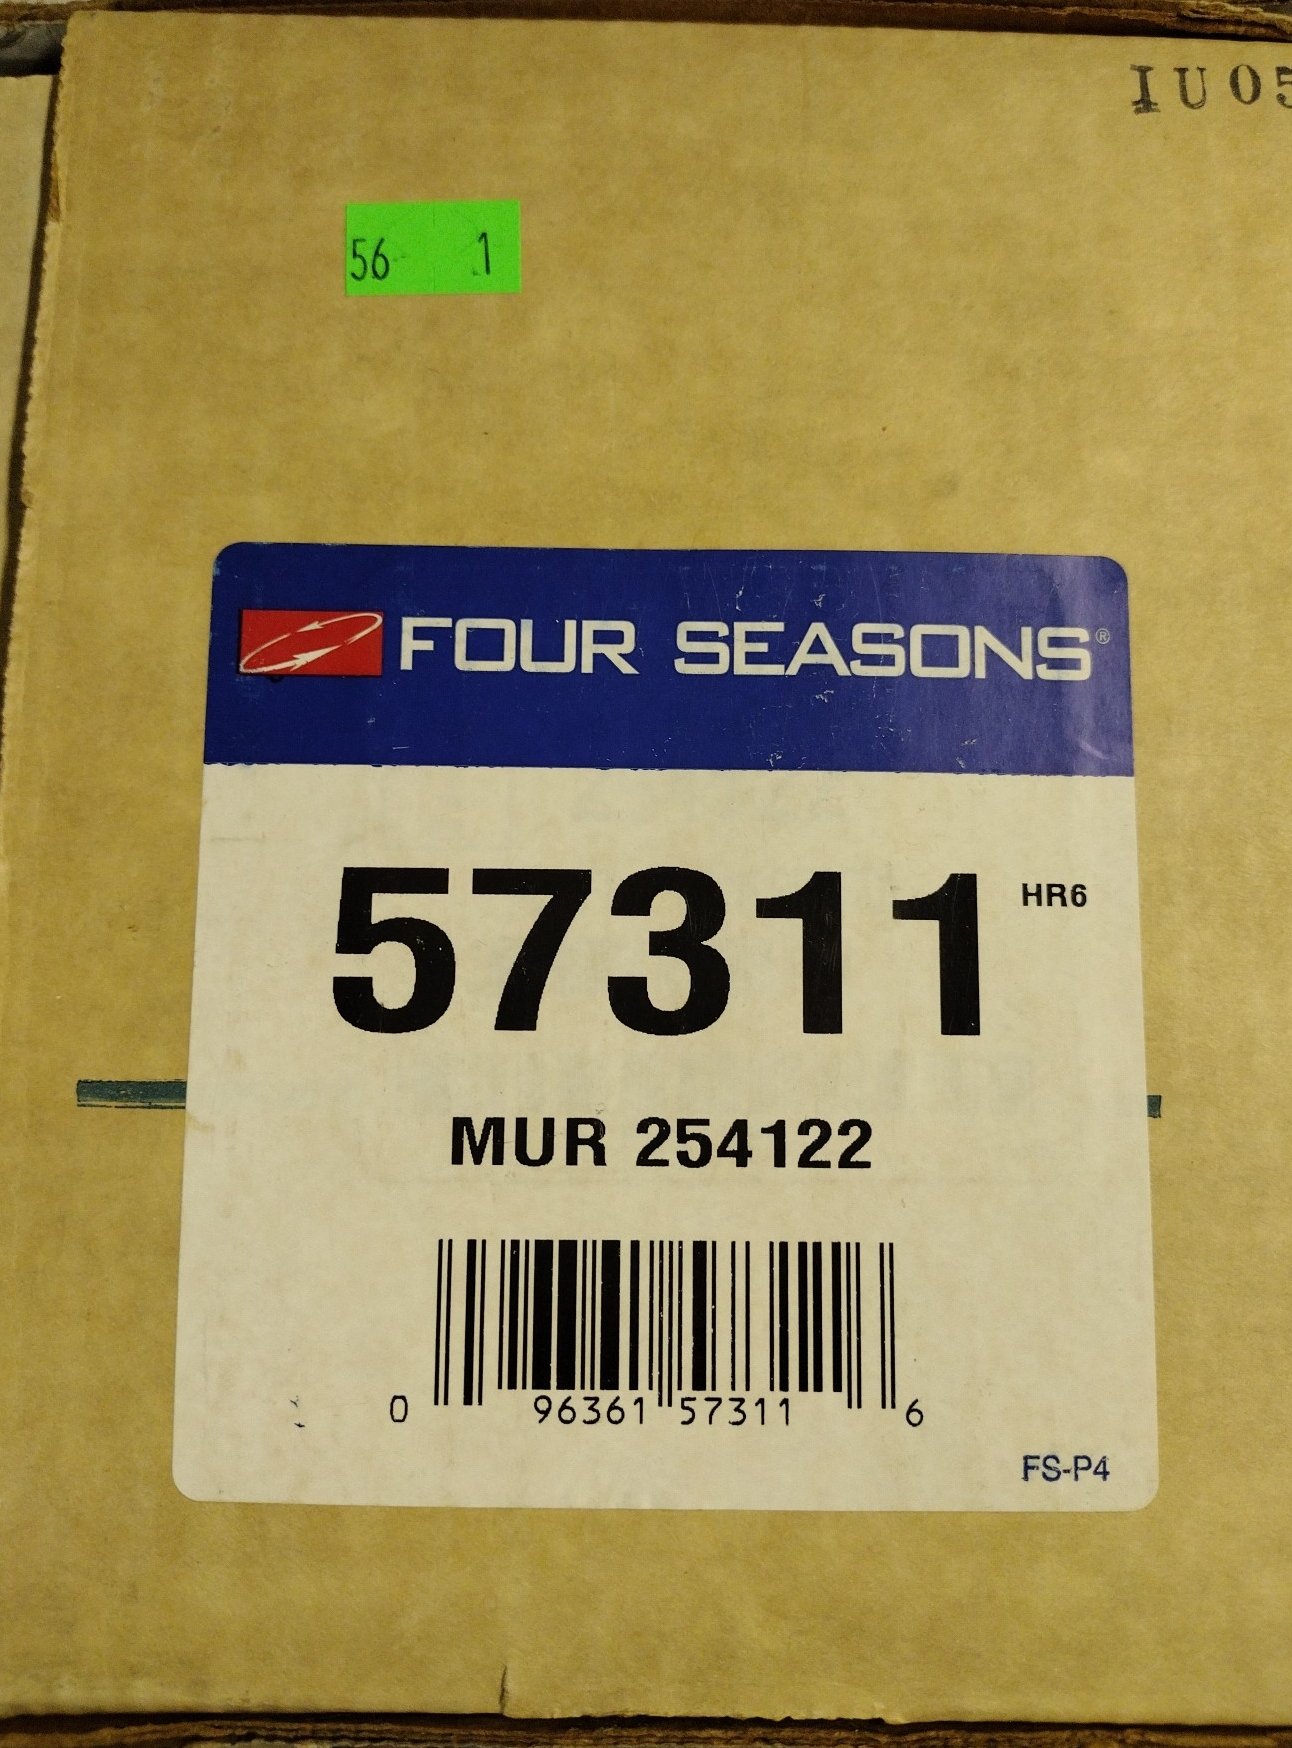 IU05
56 1
FOUR SEASONS®
57311 HR6
MUR 254122
0 96361 57311 6
FS-P4